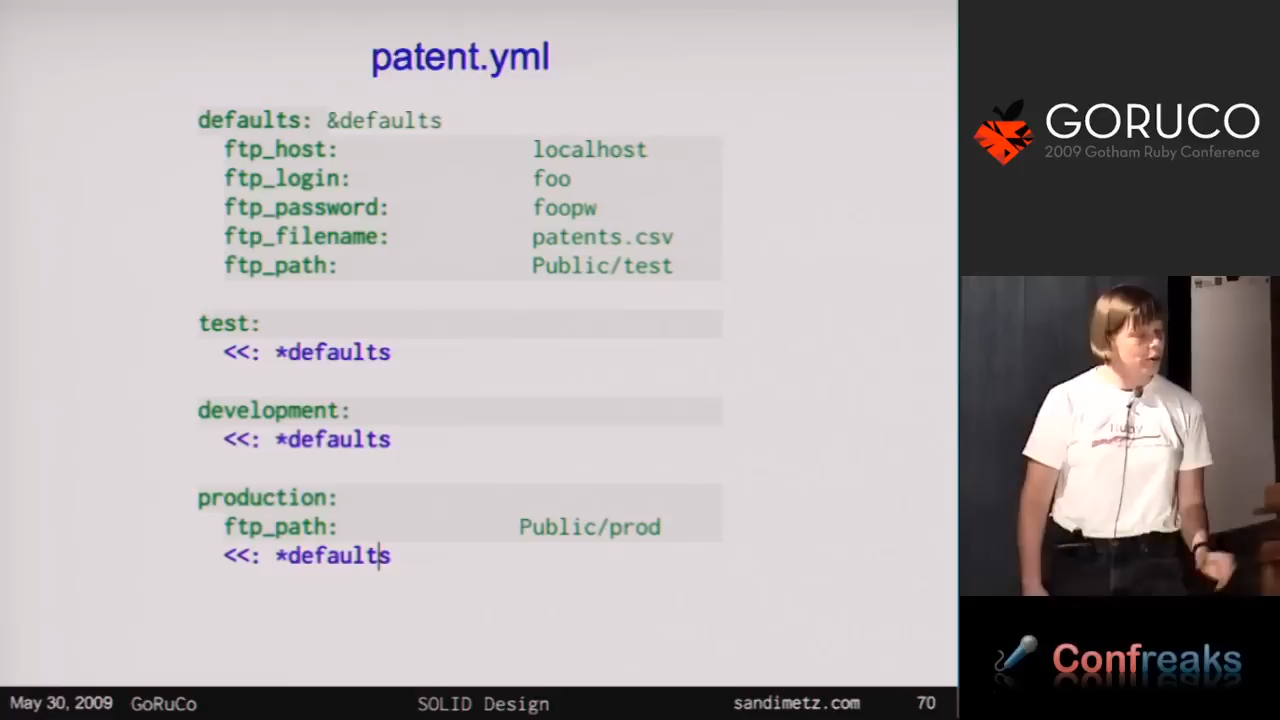 patent.yml
defaults: &defaults
ftp_host: localhost
ftp_login: foo
ftp_password: foopw
ftp_filename: patents.csv
ftp_path: Public/test
test:
<<: *defaults
development:
<<: *defaults
production:
ftp_path: Public/prod
<<: *defaults
May 30, 2009 GoRuCo SOLID Design sandimetz.com 70
GORUCO
2009 Gotham Ruby Conference
Ruby
Confreaks